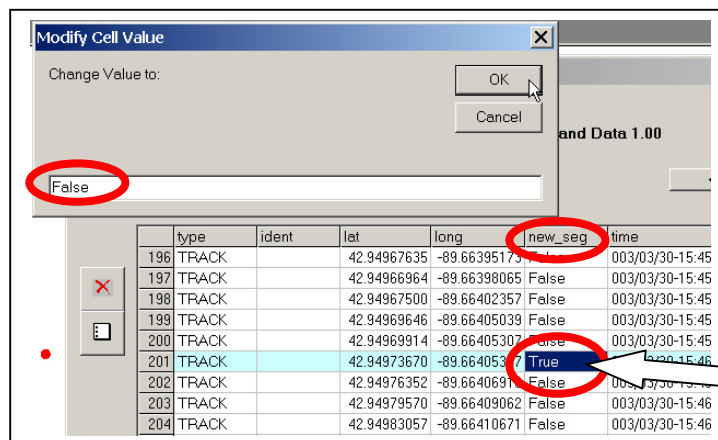 Modify Cell Value
Change Value to:
OK
Cancel
and Data 1.00
False
type ident lat long new_seg time
196 TRACK 42.94967635 -89.66395173 False 003/03/30-15:45
197 TRACK 42.94966964 -89.66398065 False 003/03/30-15:45
198 TRACK 42.94967500 -89.66402357 False 003/03/30-15:45
199 TRACK 42.94969646 -89.66405039 False 003/03/30-15:45
200 TRACK 42.94969914 -89.66405307 False 003/03/30-15:45
201 TRACK 42.94973670 True
202 TRACK 42.94976352 False
203 TRACK 42.94979570 -89.66409062 False 003/03/30-15:46
204 TRACK 42.94983057 -89.66410671 False 003/03/30-15:46